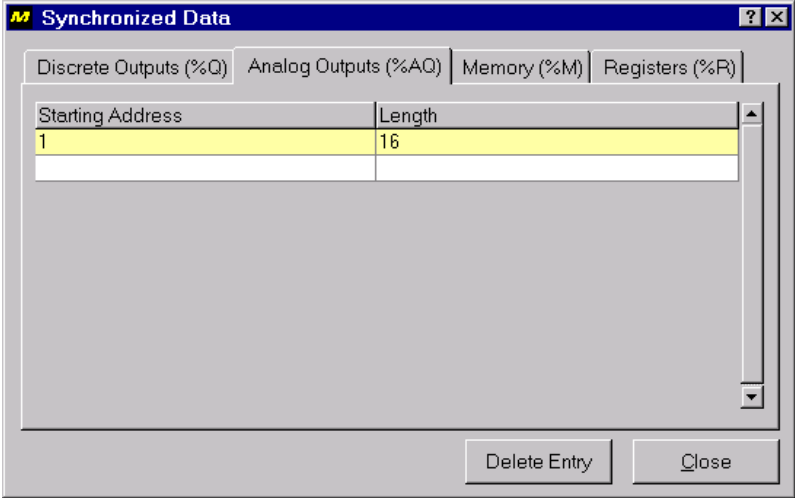 M Synchronized Data ? X
Discrete Outputs (%Q) Analog Outputs (%AQ) Memory (%M) Registers (%R)
Starting Address Length
1 16
Delete Entry Close